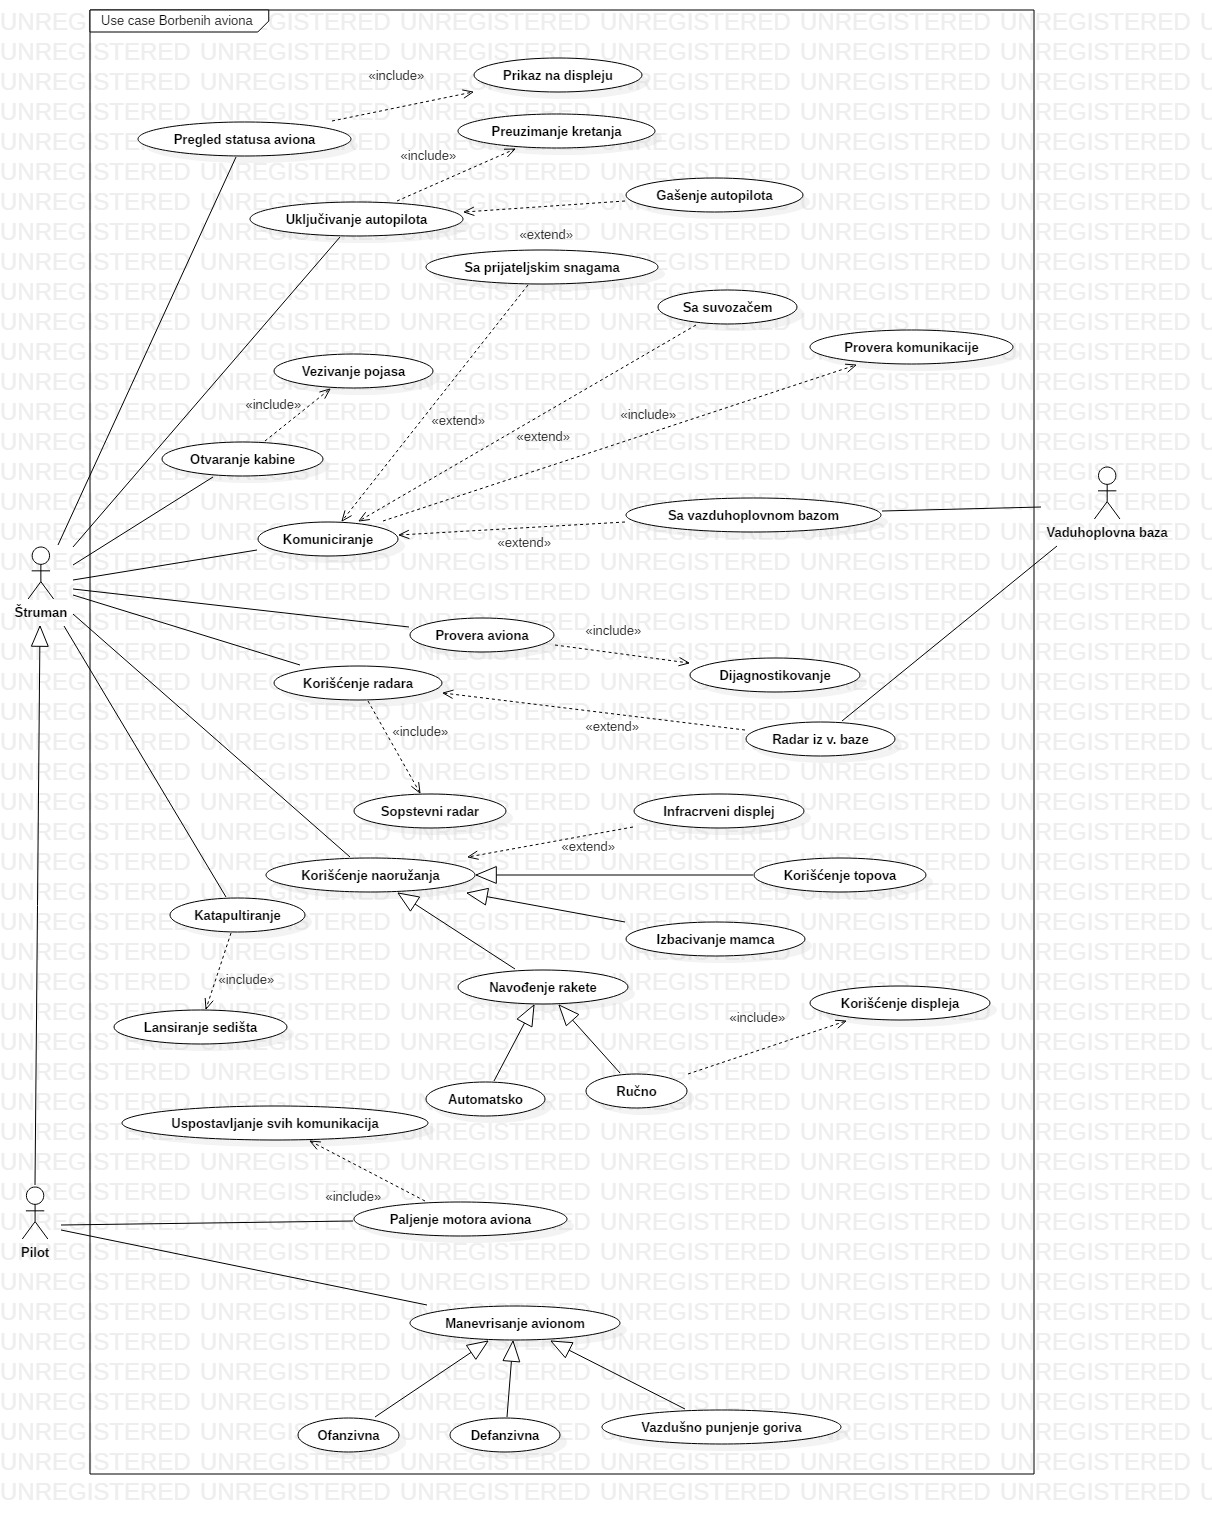 Use case Borbenih aviona
«include»
Prikaz na displeju
Pregled statusa aviona
Preuzimanje kretanja
«include»
Gašenje autopilota
Uključivanje autopilota
«extend»
Sa prijateljskim snagama
Sa suvozačem
Provera komunikacije
Vezivanje pojasa
«include»
«extend»
«include»
«extend»
Otvaranje kabine
Sa vazduhoplovnom bazom
Vaduhoplovna baza
Komuniciranje
«extend»
Štruman
Provera aviona
«include»
Dijagnostikovanje
Korišćenje radara
«include»
«extend»
Radar iz v. baze
Sopstevni radar
Infracrveni displej
«extend»
Korišćenje naoružanja
Korišćenje topova
Katapultiranje
Izbacivanje mamca
«include»
Navođenje rakete
Korišćenje displeja
«include»
Lansiranje sedišta
Automatsko
Ručno
Uspostavljanje svih komunikacija
«include»
Paljenje motora aviona
Pilot
Manevrisanje avionom
Ofanzivna
Defanzivna
Vazdušno punjenje goriva
UNREGISTERED